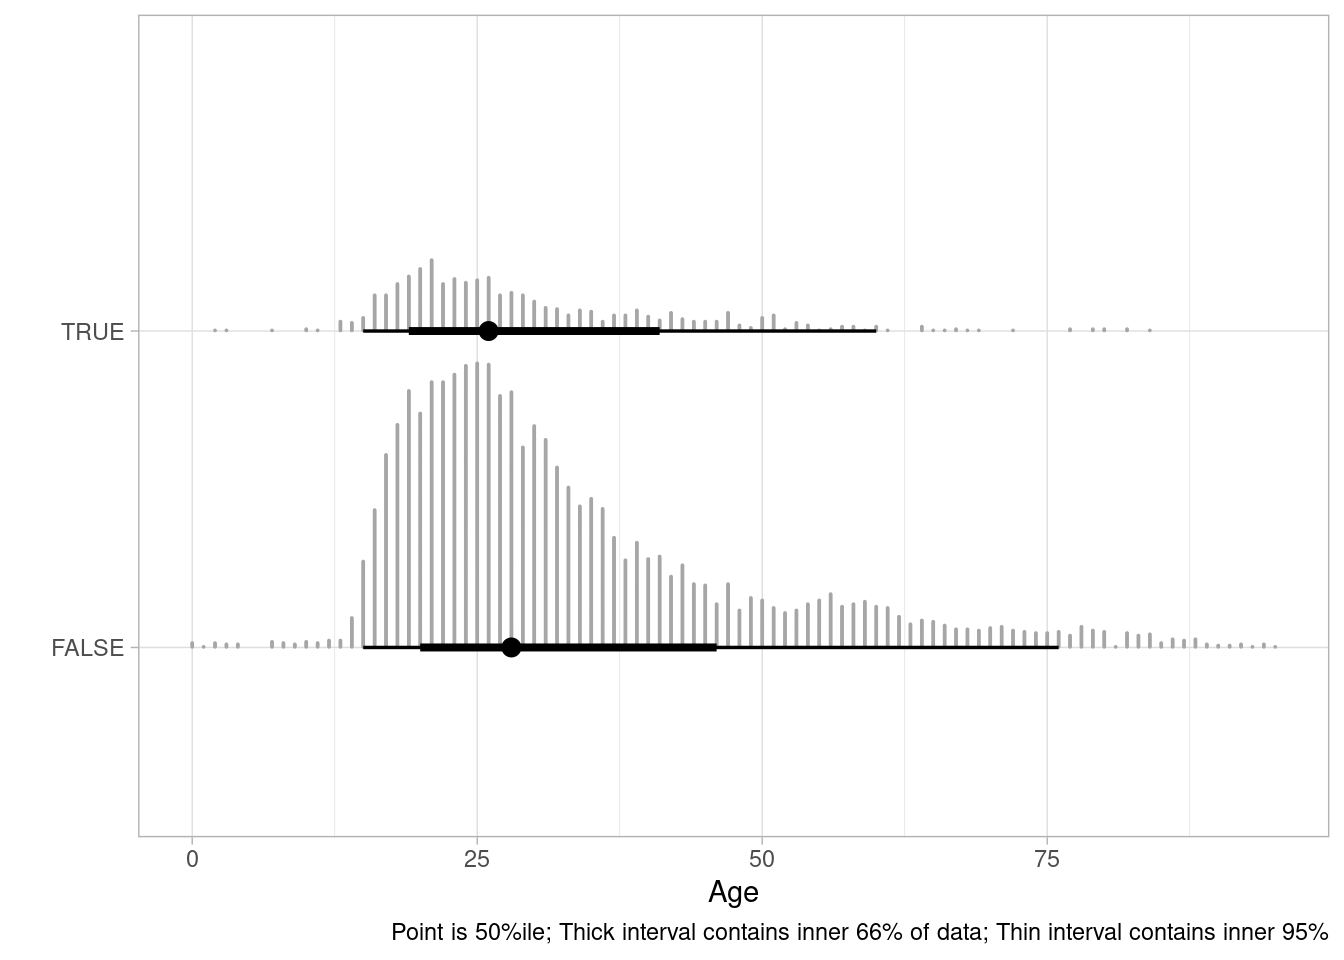 TRUE
FALSE
0 25 50 75
Age
Point is 50%ile; Thick interval contains inner 66% of data; Thin interval contains inner 95%